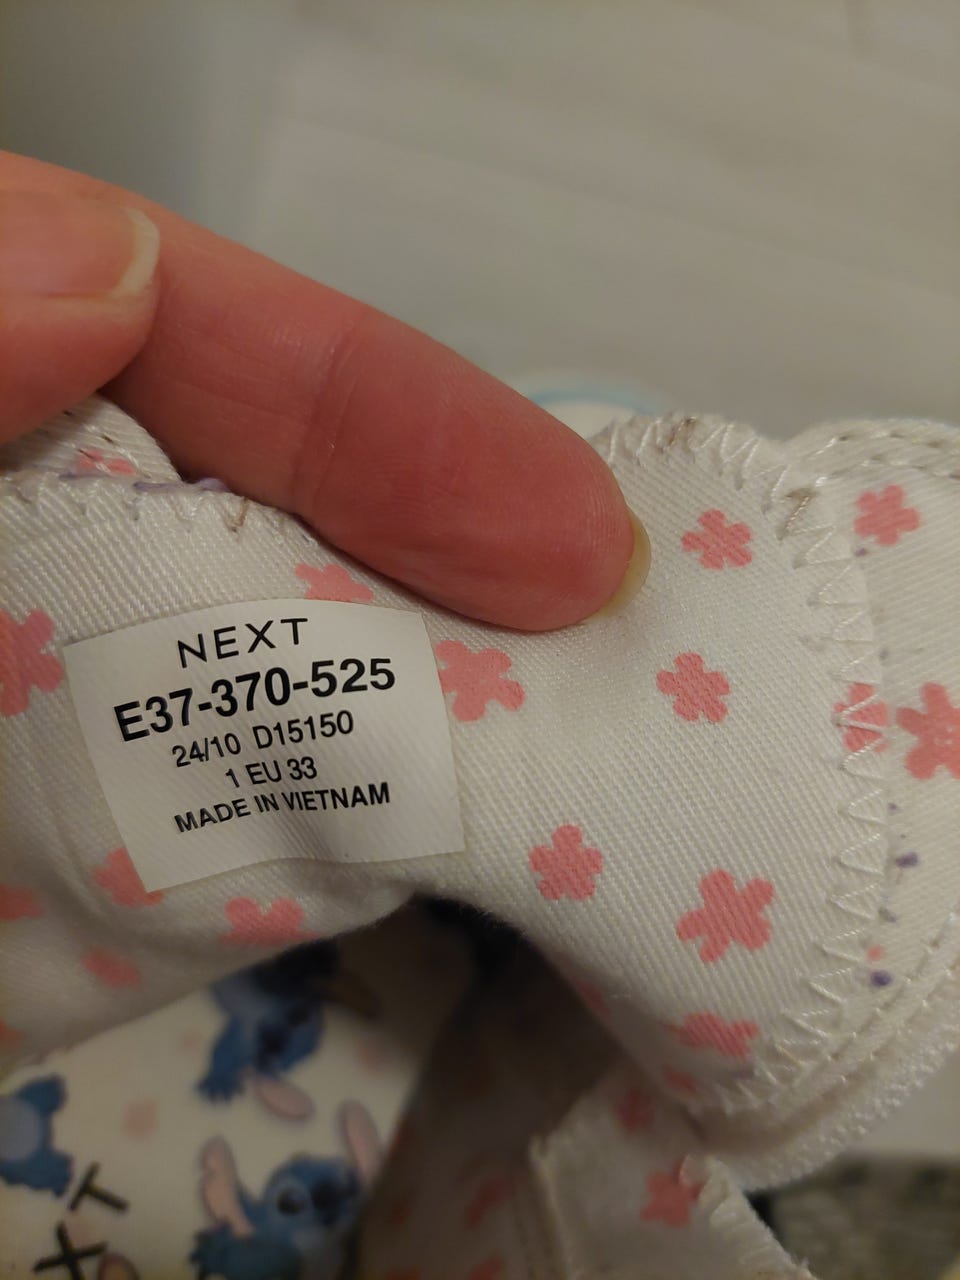 NEXT
E37-370-525
24/10 D15150
1 EU 33
MADE IN VIETNAM